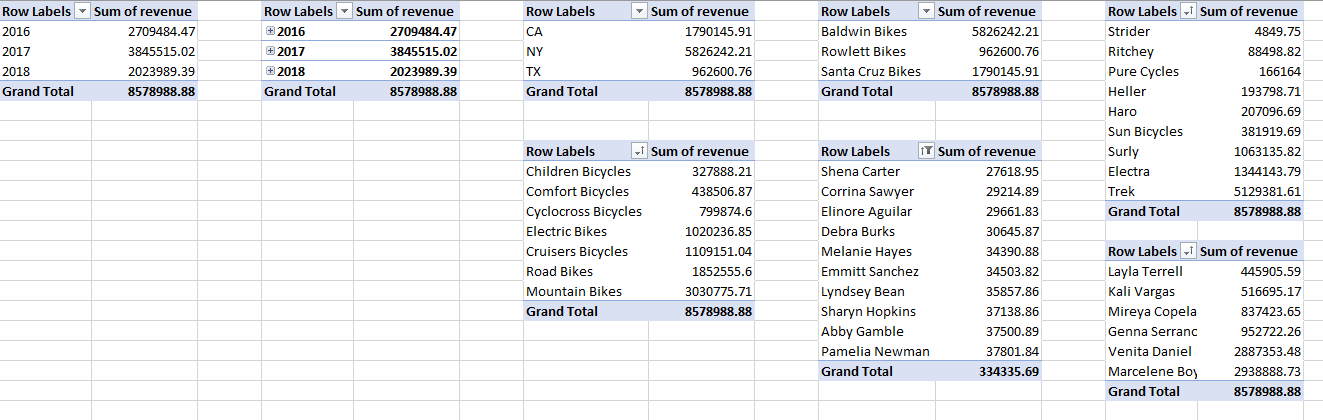 Row Labels Sum of revenue
2016 2709484.47
2017 3845515.02
2018 2023989.39
Grand Total 8578988.88
Row Labels Sum of revenue
2016 2709484.47
2017 3845515.02
2018 2023989.39
Grand Total 8578988.88
Row Labels Sum of revenue
CA 1790145.91
NY 5826242.21
TX 962600.76
Grand Total 8578988.88
Row Labels Sum of revenue
Children Bicycles 327888.21
Comfort Bicycles 438506.87
Cyclocross Bicycles 799874.6
Electric Bikes 1020236.85
Cruisers Bicycles 1109151.04
Road Bikes 1852555.6
Mountain Bikes 3030775.71
Grand Total 8578988.88
Row Labels Sum of revenue
Baldwin Bikes 5826242.21
Rowlett Bikes 962600.76
Santa Cruz Bikes 1790145.91
Grand Total 8578988.88
Row Labels Sum of revenue
Shena Carter 27618.95
Corrina Sawyer 29214.89
Elinore Aguilar 29661.83
Debra Burks 30645.87
Melanie Hayes 34390.88
Emmitt Sanchez 34503.82
Lyndsey Bean 35857.86
Sharyn Hopkins 37138.86
Abby Gamble 37500.89
Pamelia Newman 37801.84
Grand Total 334335.69
Row Labels Sum of revenue
Strider 4849.75
Ritchey 88498.82
Pure Cycles 166164
Heller 193798.71
Haro 207096.69
Sun Bicycles 381919.69
Surly 1063135.82
Electra 1344143.79
Trek 5129381.61
Grand Total 8578988.88
Row Labels Sum of revenue
Layla Terrell 445905.59
Kali Vargas 516695.17
Mireya Copela 837423.65
Genna Serranc 952722.26
Venita Daniel 2887353.48
Marcelene Boy 2938888.73
Grand Total 8578988.88